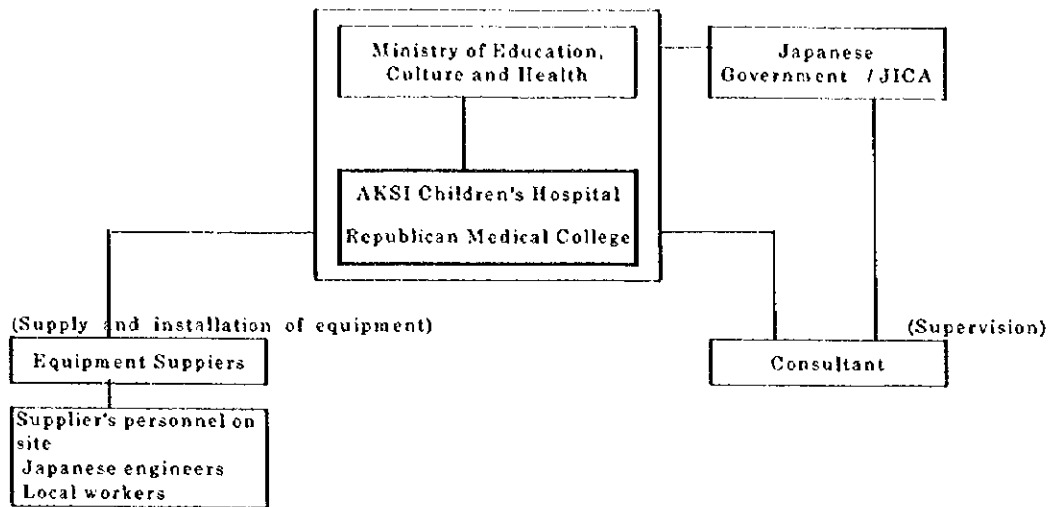 Ministry of Education,
Culture and Health
Japanese
Government / JICA
AKSI Children's Hospital
Republican Medical College
(Supply and installation of equipment)
(Supervision)
Equipment Suppiers
Consultant
Supplier's personnel on
site
Japanese engineers
Local workers